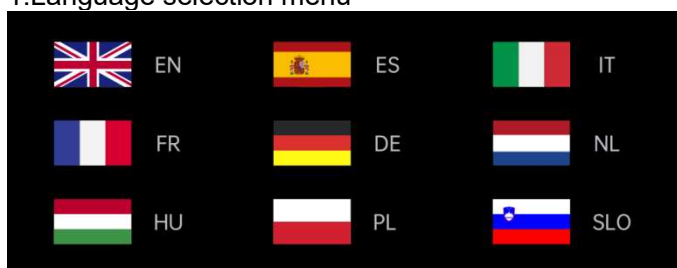 1.Language selection menu
EN ES IT
FR DE NL
HU PL SLO